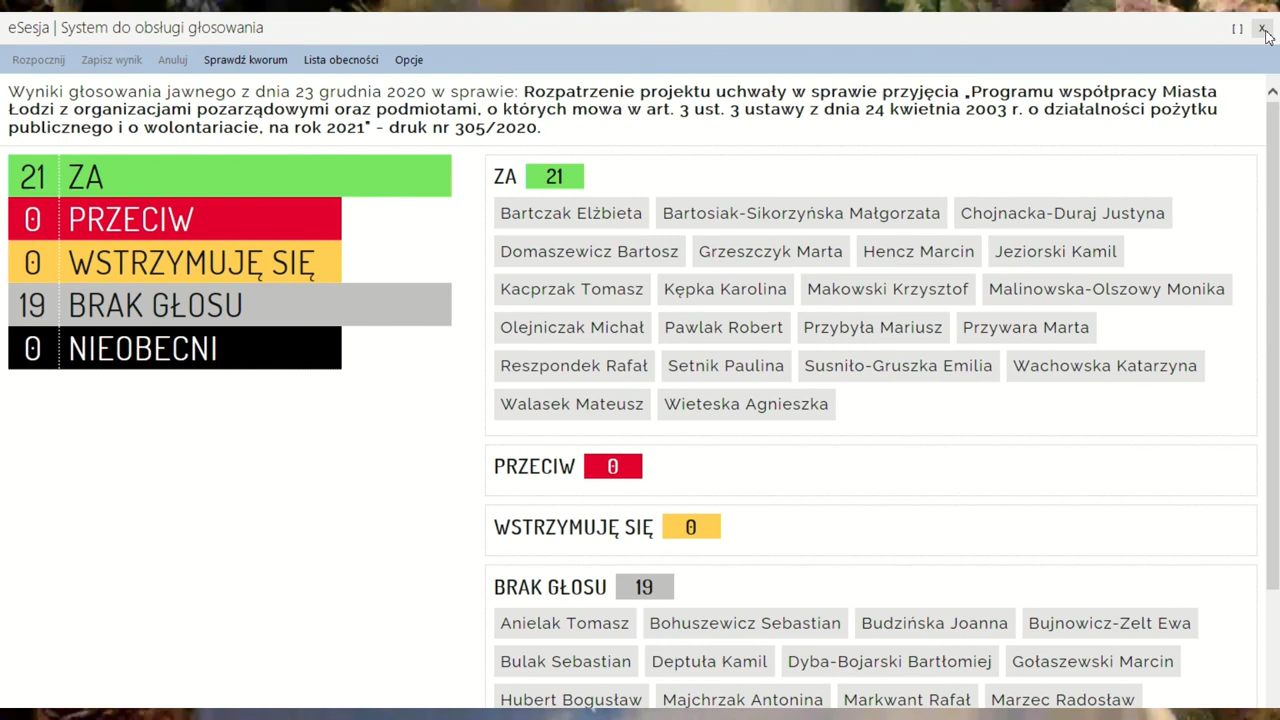 eSesja | System do obsługi głosowania
[ ] X
Rozpocznij Zapisz wynik Anuluj Sprawdź kworum Lista obecności Opcje
Wyniki głosowania jawnego z dnia 23 grudnia 2020 w sprawie: Rozpatrzenie projektu uchwały w sprawie przyjęcia „Programu współpracy Miasta
Łodzi z organizacjami pozarządowymi oraz podmiotami, o których mowa w art. 3 ust. 3 ustawy z dnia 24 kwietnia 2003 r. o działalności pożytku
publicznego i o wolontariacie, na rok 2021" - druk nr 305/2020.
21 ZA
0 PRZECIW
0 WSTRZYMUJĘ SIĘ
19 BRAK GŁOSU
0 NIEOBECNI
ZA 21
Bartczak Elżbieta Bartosiak-Sikorzyńska Małgorzata Chojnacka-Duraj Justyna
Domaszewicz Bartosz Grzeszczyk Marta Hencz Marcin Jeziorski Kamil
Kacprzak Tomasz Kępka Karolina Makowski Krzysztof Malinowska-Olszowy Monika
Olejniczak Michał Pawlak Robert Przybyła Mariusz Przywara Marta
Reszpondek Rafał Setnik Paulina Susniło-Gruszka Emilia Wachowska Katarzyna
Walasek Mateusz Wieteska Agnieszka
PRZECIW 0
WSTRZYMUJĘ SIĘ 0
BRAK GŁOSU 19
Anielak Tomasz Bohuszewicz Sebastian Budzińska Joanna Bujnowicz-Zelt Ewa
Bulak Sebastian Deptuła Kamil Dyba-Bojarski Bartłomiej Gołaszewski Marcin
Hubert Bogusław Majchrzak Antonina Markwant Rafał Marzec Radosław